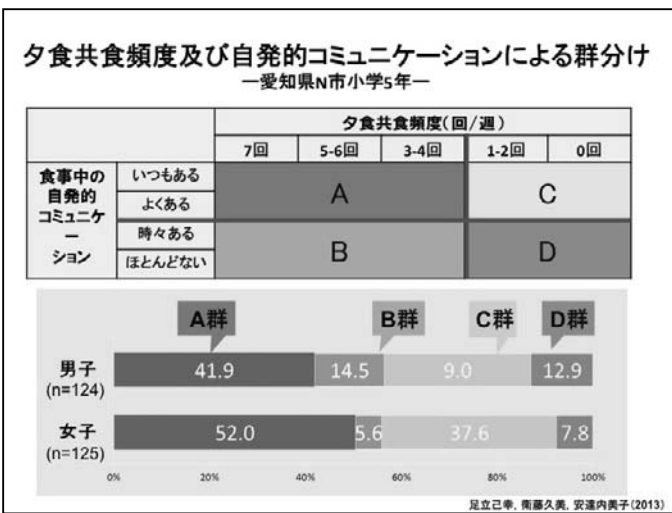 夕食共食頻度及び自発的コミュニケーションによる群分け
ー愛知県N市小学5年ー
夕食共食頻度(回/週)
7回 5-6回 3-4回 1-2回 0回
食事中の
自発的
コミュニケ
ー
ション
いつもある
よくある
時々ある
ほとんどない
A
C
B
D
A群 B群 C群 D群
男子
(n=124)
41.9 14.5 9.0 12.9
女子
(n=125)
52.0 5.6 37.6 7.8
0% 20% 40% 60% 80% 100%
足立己幸, 衛藤久美, 安達内美子(2013)